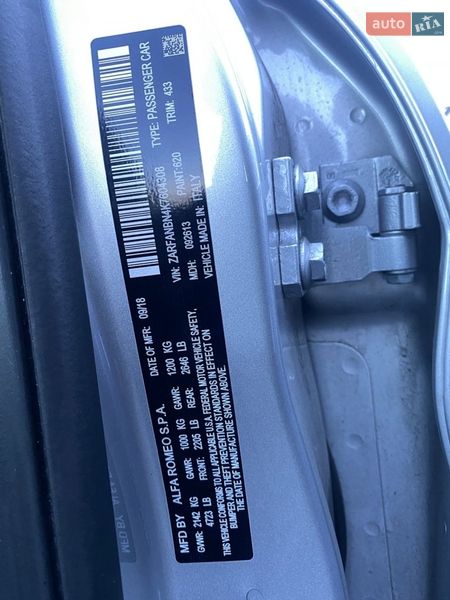 auto RIA
MFD BY ALFA ROMEO S.P.A. DATE OF MFR: 09/18
GVWR: 2142 KG GAWR: 1000 KG GAWR: 1200 KG
4723 LB FRONT: 2205 LB REAR: 2646 LB
THIS VEHICLE CONFORMS TO ALL APPLICABLE U.S.A. FEDERAL MOTOR VEHICLE SAFETY,
BUMPER AND THEFT PREVENTION STANDARDS IN EFFECT ON
THE DATE OF MANUFACTURE SHOWN ABOVE.
VIN: ZARFANBN4K7604308 TYPE: PASSENGER CAR
MDH: 092613 PAINT:620 TRIM: 433
VEHICLE MADE IN: ITALY